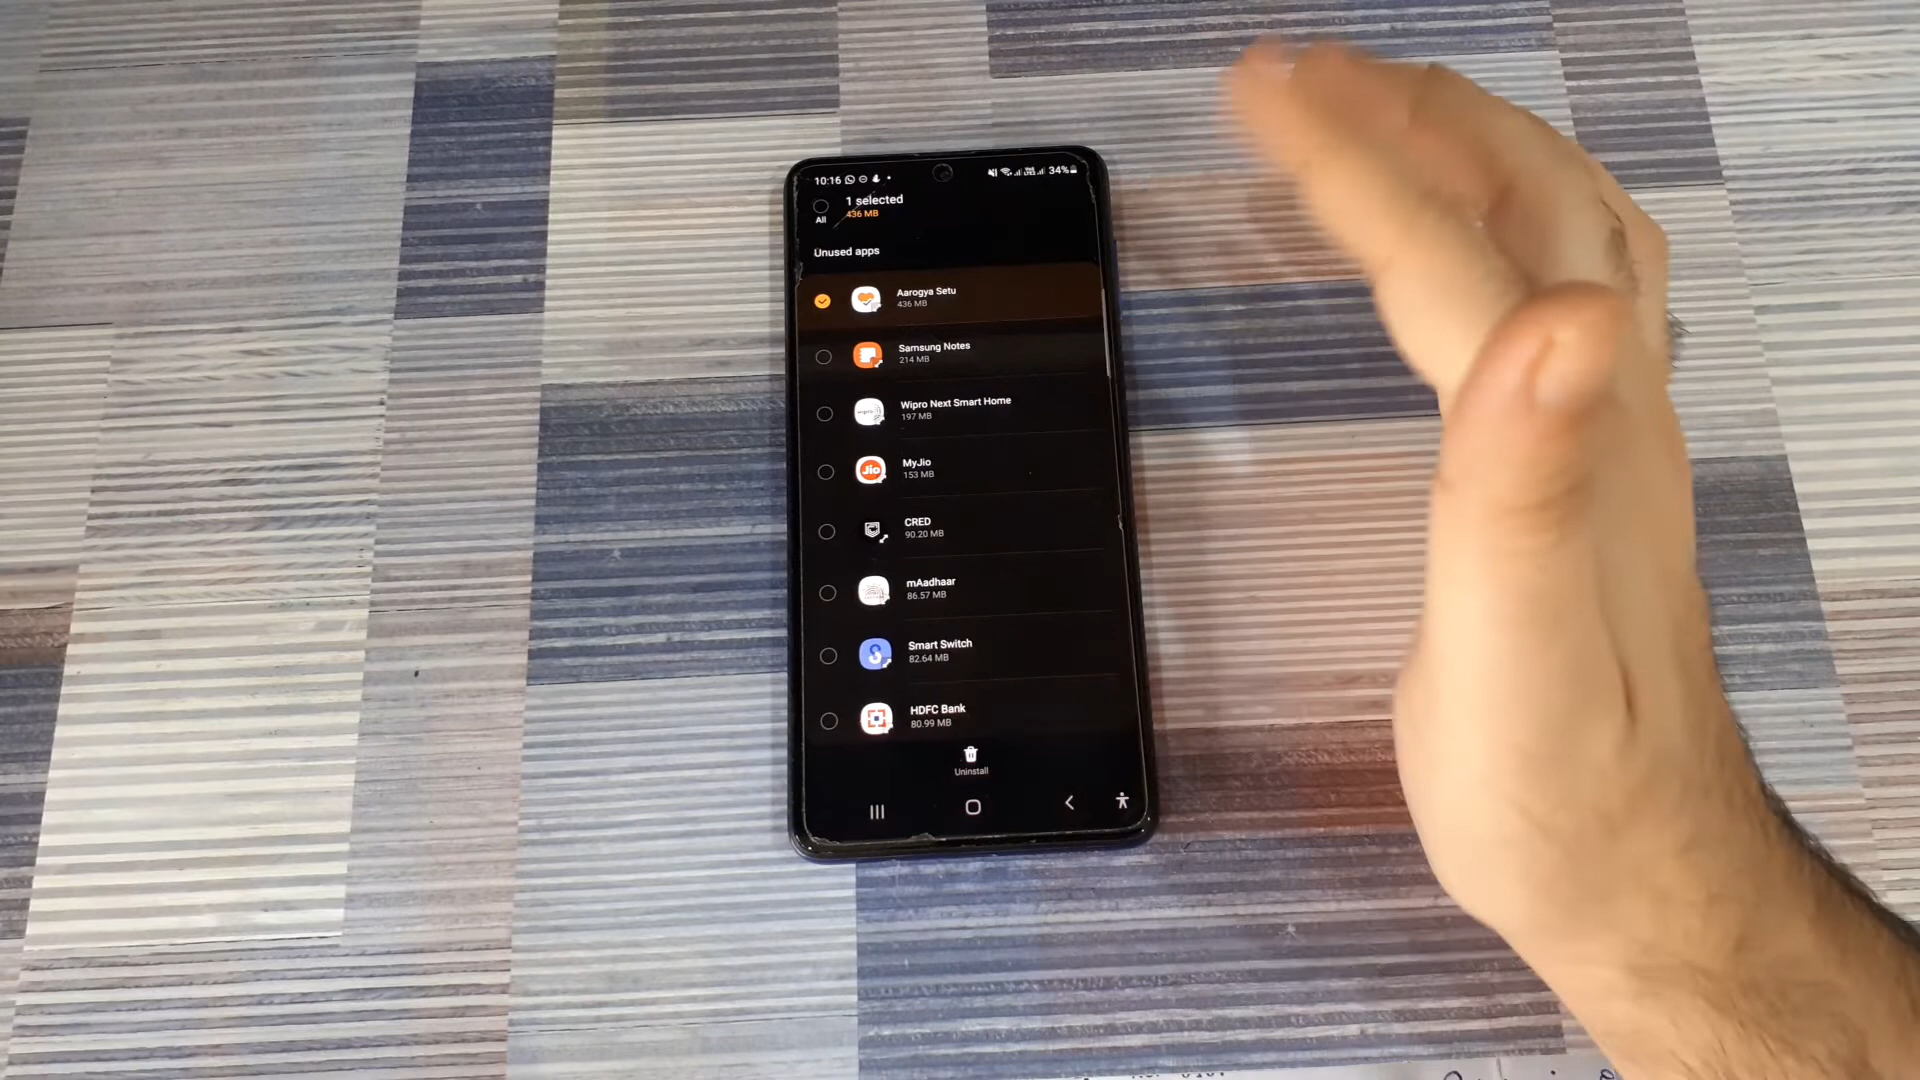 10:16
34%
1 selected
436 MB
All
Unused apps
Aarogya Setu
436 MB
Samsung Notes
214 MB
wipro
Wipro Next Smart Home
197 MB
Jio
MyJio
153 MB
CRED
90.20 MB
mAadhaar
86.57 MB
Smart Switch
82.64 MB
HDFC Bank
80.99 MB
Uninstall